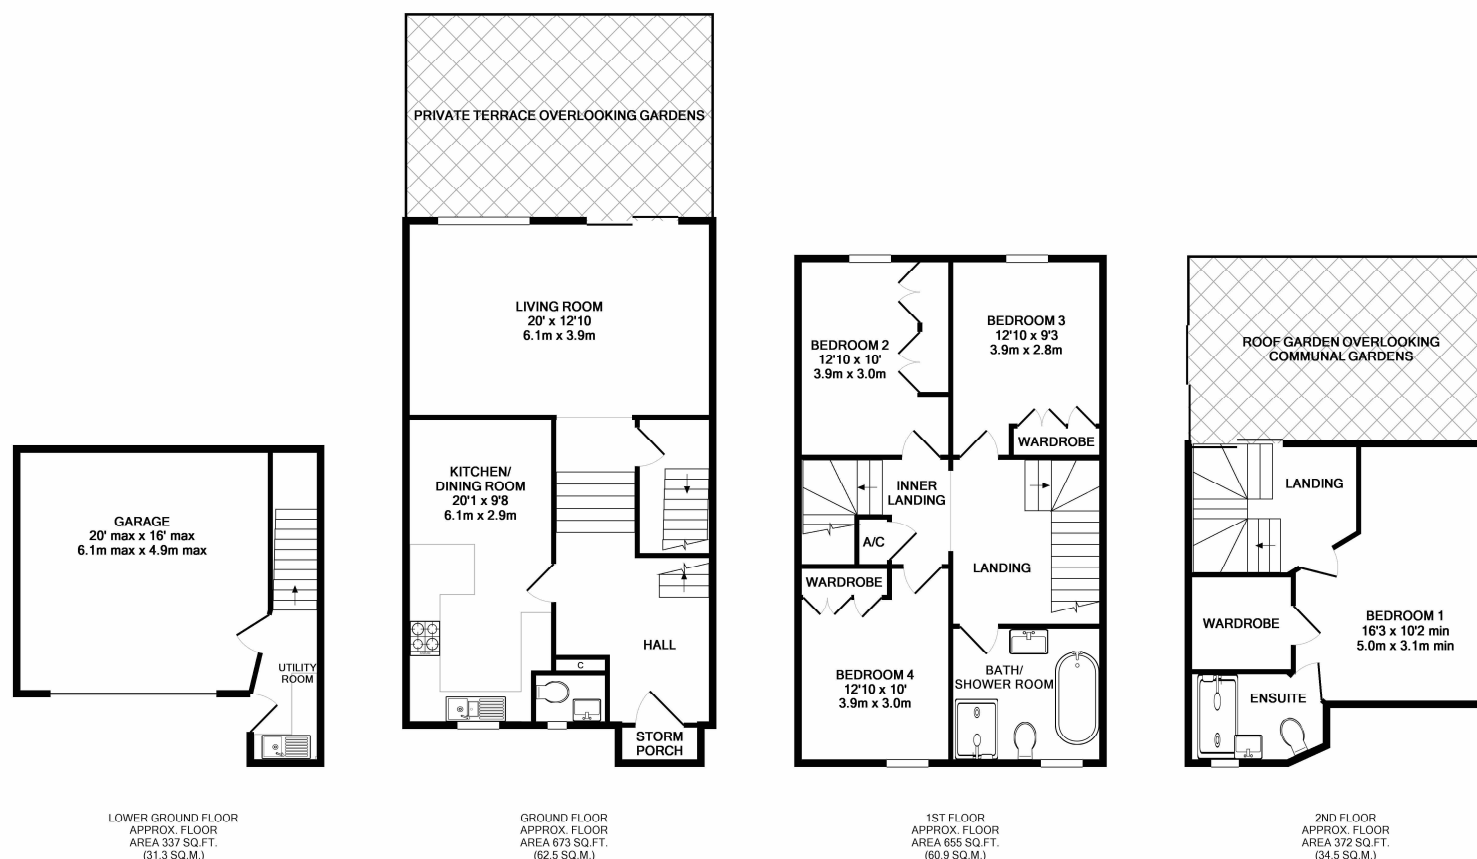 GARAGE
20' max x 16' max
6.1m max x 4.9m max
UTILITY
ROOM
LOWER GROUND FLOOR
APPROX. FLOOR
AREA 337 SQ.FT.
(31.3 SQ.M.)
PRIVATE TERRACE OVERLOOKING GARDENS
LIVING ROOM
20' x 12'10
6.1m x 3.9m
KITCHEN/
DINING ROOM
20'1 x 9'8
6.1m x 2.9m
HALL
C
STORM
PORCH
GROUND FLOOR
APPROX. FLOOR
AREA 673 SQ.FT.
(62.5 SQ.M.)
BEDROOM 2
12'10 x 10'
3.9m x 3.0m
BEDROOM 3
12'10 x 9'3
3.9m x 2.8m
WARDROBE
INNER
LANDING
A/C
LANDING
WARDROBE
BEDROOM 4
12'10 x 10'
3.9m x 3.0m
BATH/
SHOWER ROOM
1ST FLOOR
APPROX. FLOOR
AREA 655 SQ.FT.
(60.9 SQ.M.)
ROOF GARDEN OVERLOOKING
COMMUNAL GARDENS
LANDING
BEDROOM 1
16'3 x 10'2 min
5.0m x 3.1m min
WARDROBE
ENSUITE
2ND FLOOR
APPROX. FLOOR
AREA 372 SQ.FT.
(34.5 SQ.M.)